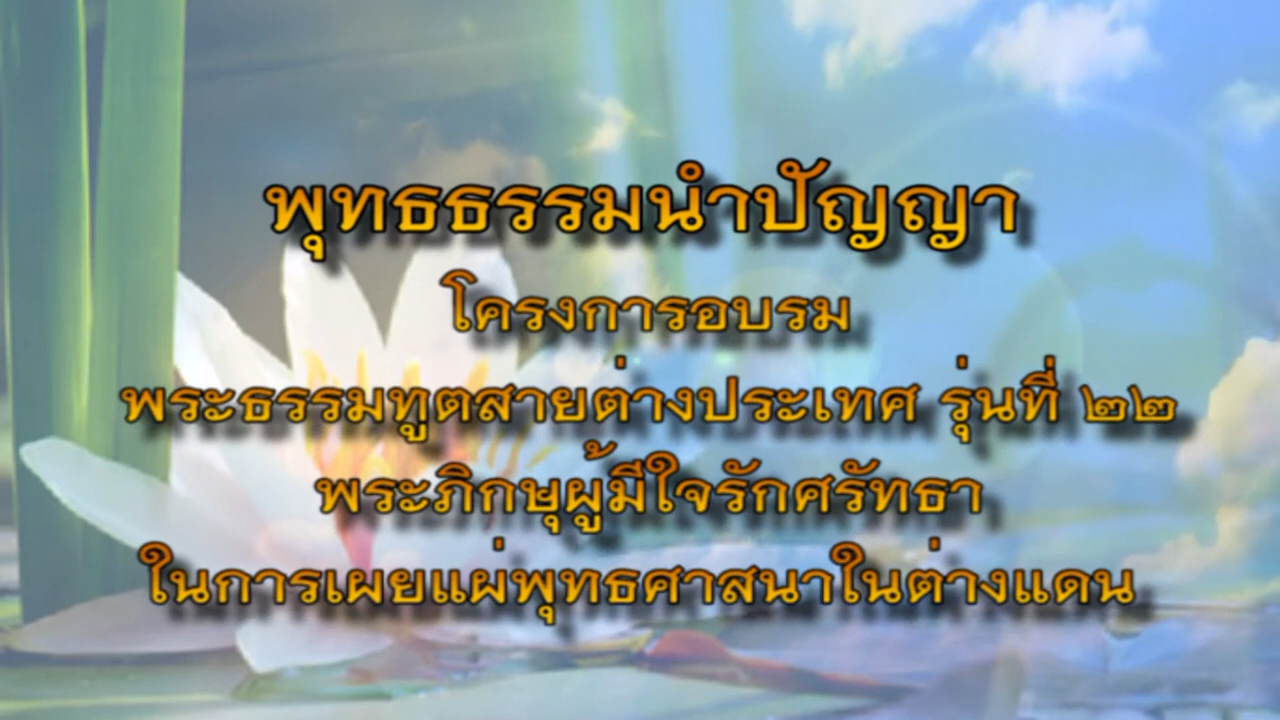 พุทธธรรมนำปัญญา
โครงการอบรม
พระธรรมทูตสายต่างประเทศ รุ่นที่ ๒๒
พระภิกษุผู้มีใจรักศรัทธา
ในการเผยแผ่พุทธศาสนาในต่างแดน